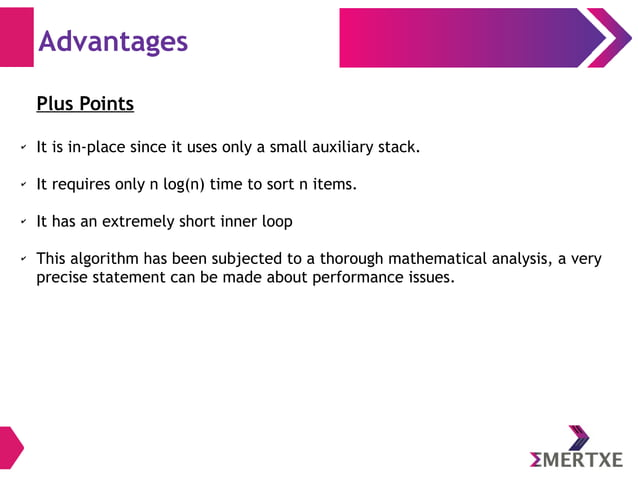 Advantages
Plus Points
✔ It is in-place since it uses only a small auxiliary stack.
✔ It requires only n log(n) time to sort n items.
✔ It has an extremely short inner loop
✔ This algorithm has been subjected to a thorough mathematical analysis, a very
precise statement can be made about performance issues.
EMERTXE